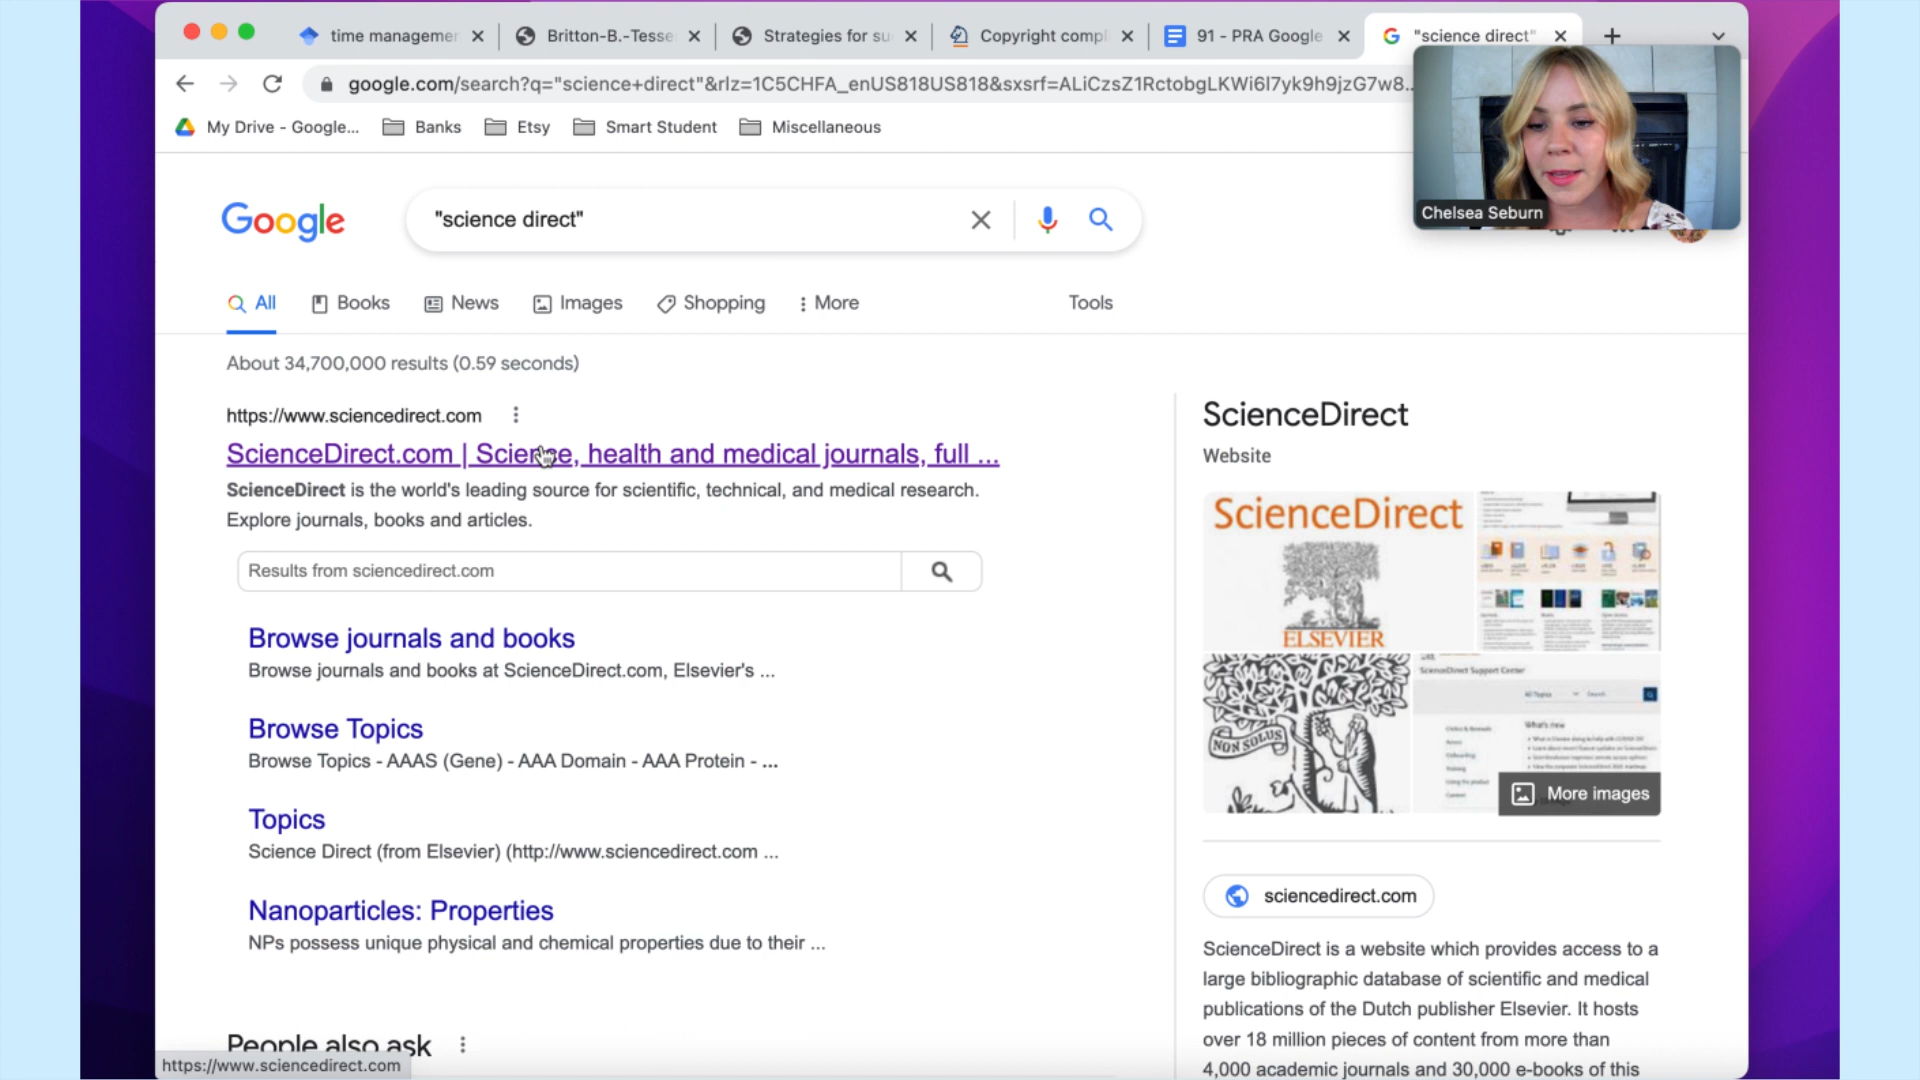 time managemen
Britton-B.-Tesse
Strategies for su
Copyright compl
91 - PRA Google
"science direct"
google.com/search?q="science+direct"&rlz=1C5CHFA_enUS818US818&sxsrf=ALiCzsZ1RctobgLKWi6l7yk9h9jzG7w8...
My Drive - Google...
Banks
Etsy
Smart Student
Miscellaneous
Chelsea Seburn
Google
"science direct"
All
Books
News
Images
Shopping
More
Tools
About 34,700,000 results (0.59 seconds)
https://www.sciencedirect.com
ScienceDirect.com | Science, health and medical journals, full ...
ScienceDirect is the world's leading source for scientific, technical, and medical research.
Explore journals, books and articles.
Results from sciencedirect.com
Browse journals and books
Browse journals and books at ScienceDirect.com, Elsevier's ...
Browse Topics
Browse Topics - AAAS (Gene) - AAA Domain - AAA Protein - ...
Topics
Science Direct (from Elsevier) (http://www.sciencedirect.com ...
Nanoparticles: Properties
NPs possess unique physical and chemical properties due to their ...
People also ask
https://www.sciencedirect.com
ScienceDirect
Website
ScienceDirect
ELSEVIER
NON SOLUS
ScienceDirect Support Center
All Topics
Search
What's new
More images
sciencedirect.com
ScienceDirect is a website which provides access to a
large bibliographic database of scientific and medical
publications of the Dutch publisher Elsevier. It hosts
over 18 million pieces of content from more than
4,000 academic journals and 30,000 e-books of this